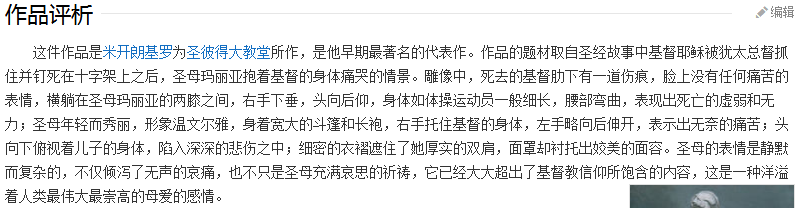 作品评析
编辑
这件作品是米开朗基罗为圣彼得大教堂所作，是他早期最著名的代表作。作品的题材取自圣经故事中基督耶稣被犹太总督抓
住并钉死在十字架上之后，圣母玛丽亚抱着基督的身体痛哭的情景。雕像中，死去的基督肋下有一道伤痕，脸上没有任何痛苦的
表情，横躺在圣母玛丽亚的两膝之间，右手下垂，头向后仰，身体如体操运动员一般细长，腰部弯曲，表现出死亡的虚弱和无
力；圣母年轻而秀丽，形象温文尔雅，身着宽大的斗篷和长袍，右手托住基督的身体，左手略向后伸开，表示出无奈的痛苦；头
向下俯视着儿子的身体，陷入深深的悲伤之中；细密的衣褶遮住了她厚实的双肩，面罩却衬托出姣美的面容。圣母的表情是静默
而复杂的，不仅倾泻了无声的哀痛，也不只是圣母充满哀思的祈祷，它已经大大超出了基督教信仰所饱含的内容，这是一种洋溢
着人类最伟大最崇高的母爱的感情。